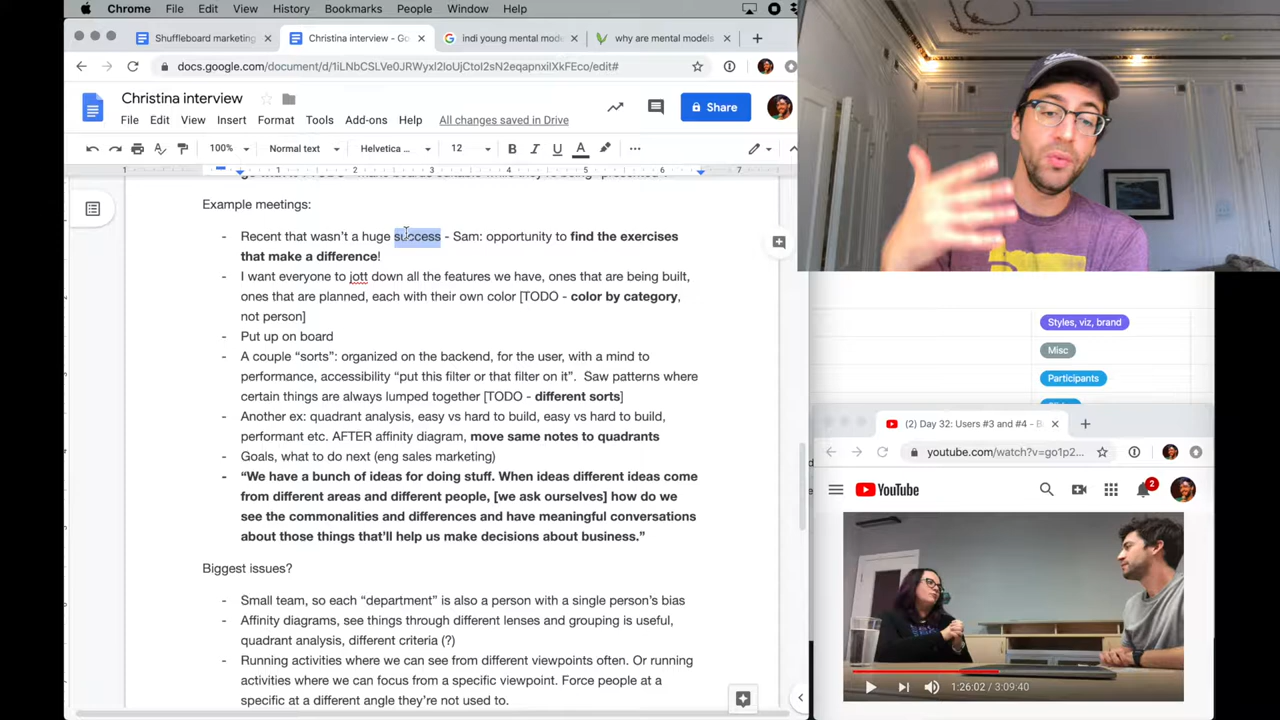 Chrome File Edit View History Bookmarks People Window Help
Shuffleboard marketing
Christina interview - Go
indi young mental mode
why are mental models
docs.google.com/document/d/1iLNbCSLVe0JRWyxI2IoUjCtoI2sN2eqapnxiIXkFEco/edit#
Christina interview
File Edit View Insert Format Tools Add-ons Help All changes saved in Drive
Share
100% Normal text Helvetica ... 12 B I U A
1 1 2 3 4 5 6 7
Example meetings:
- Recent that wasn't a huge success - Sam: opportunity to find the exercises
that make a difference!
- I want everyone to jott down all the features we have, ones that are being built,
ones that are planned, each with their own color [TODO - color by category,
not person]
- Put up on board
- A couple “sorts”: organized on the backend, for the user, with a mind to
performance, accessibility “put this filter or that filter on it”. Saw patterns where
certain things are always lumped together [TODO - different sorts]
- Another ex: quadrant analysis, easy vs hard to build, easy vs hard to build,
performant etc. AFTER affinity diagram, move same notes to quadrants
- Goals, what to do next (eng sales marketing)
- “We have a bunch of ideas for doing stuff. When ideas different ideas come
from different areas and different people, [we ask ourselves] how do we
see the commonalities and differences and have meaningful conversations
about those things that’ll help us make decisions about business.”
Biggest issues?
- Small team, so each “department” is also a person with a single person’s bias
- Affinity diagrams, see things through different lenses and grouping is useful,
quadrant analysis, different criteria (?)
- Running activities where we can see from different viewpoints often. Or running
activities where we can focus from a specific viewpoint. Force people at a
specific at a different angle they’re not used to.
Styles, viz, brand
Misc
Participants
(2) Day 32: Users #3 and #4 - B
youtube.com/watch?v=go1p2...
YouTube
2
1:26:02 / 3:09:40